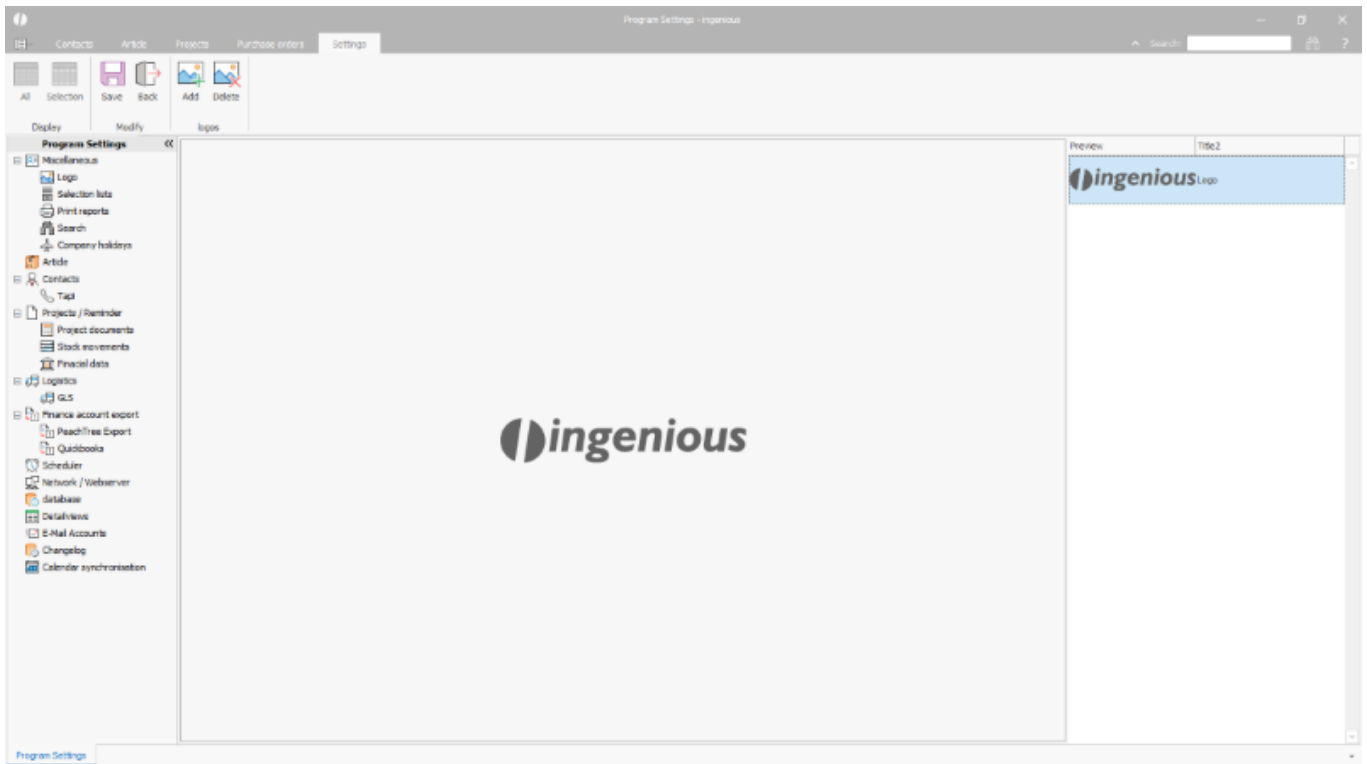 Program Settings - ingenious
Contacts Article Projects Purchase orders Settings Search: ?
All Selection Save Back Add Delete
Display Modify logos
Program Settings «
Preview Title2
Miscellaneous
Logo
ingenious Logo
Selection lists
Print reports
Search
Company holidays
Article
Contacts
Tapi
Projects / Reminder
Project documents
Stock movements
Finaciel data
Logistics
GLS
Finance account export
PeachTree Export
ingenious
Quickbooks
Scheduler
Network / Webserver
database
Detailviews
E-Mail Accounts
Changelog
Calendar synchronisation
Program Settings